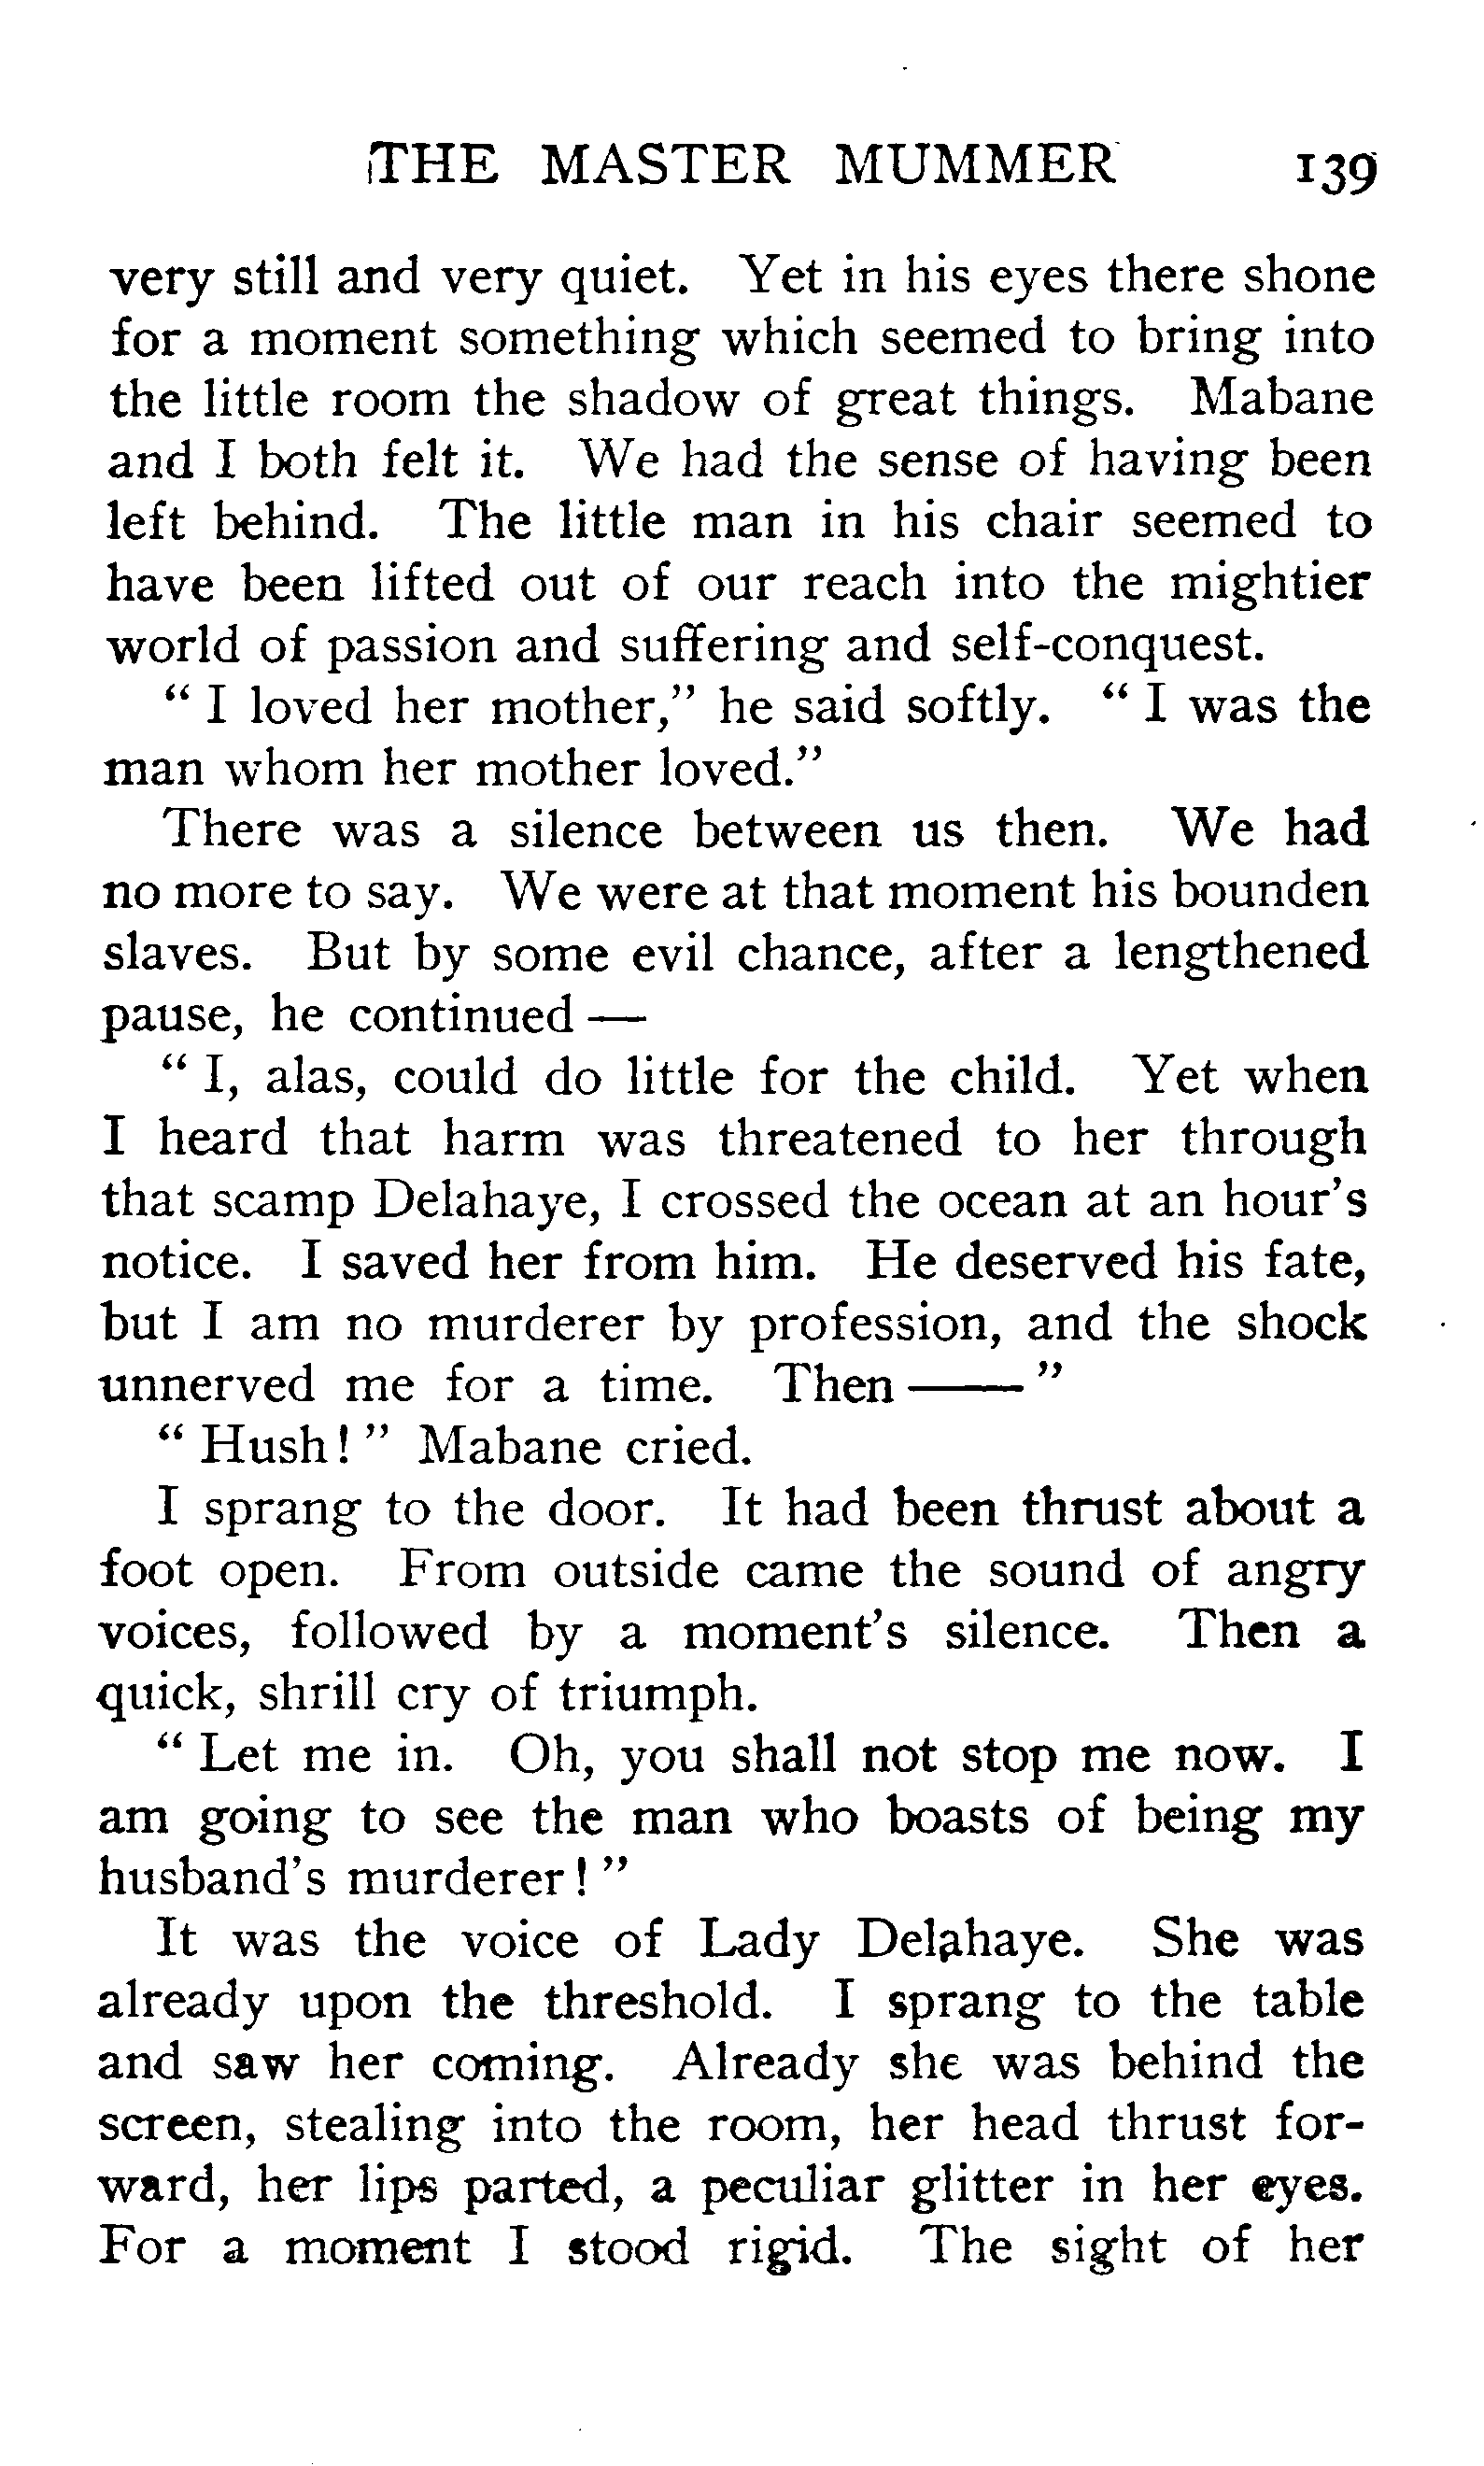 THE MASTER MUMMER 139
very still and very quiet. Yet in his eyes there shone
for a moment something which seemed to bring into
the little room the shadow of great things. Mabane
and I both felt it. We had the sense of having been
left behind. The little man in his chair seemed to
have been lifted out of our reach into the mightier
world of passion and suffering and self-conquest.
" I loved her mother," he said softly. " I was the
man whom her mother loved."
There was a silence between us then. We had
no more to say. We were at that moment his bounden
slaves. But by some evil chance, after a lengthened
pause, he continued —
" I, alas, could do little for the child. Yet when
I heard that harm was threatened to her through
that scamp Delahaye, I crossed the ocean at an hour's
notice. I saved her from him. He deserved his fate,
but I am no murderer by profession, and the shock
unnerved me for a time. Then —— "
" Hush! " Mabane cried.
I sprang to the door. It had been thrust about a
foot open. From outside came the sound of angry
voices, followed by a moment's silence. Then a
quick, shrill cry of triumph.
" Let me in. Oh, you shall not stop me now. I
am going to see the man who boasts of being my
husband's murderer! "
It was the voice of Lady Delahaye. She was
already upon the threshold. I sprang to the table
and saw her coming. Already she was behind the
screen, stealing into the room, her head thrust for-
ward, her lips parted, a peculiar glitter in her eyes.
For a moment I stood rigid. The sight of her